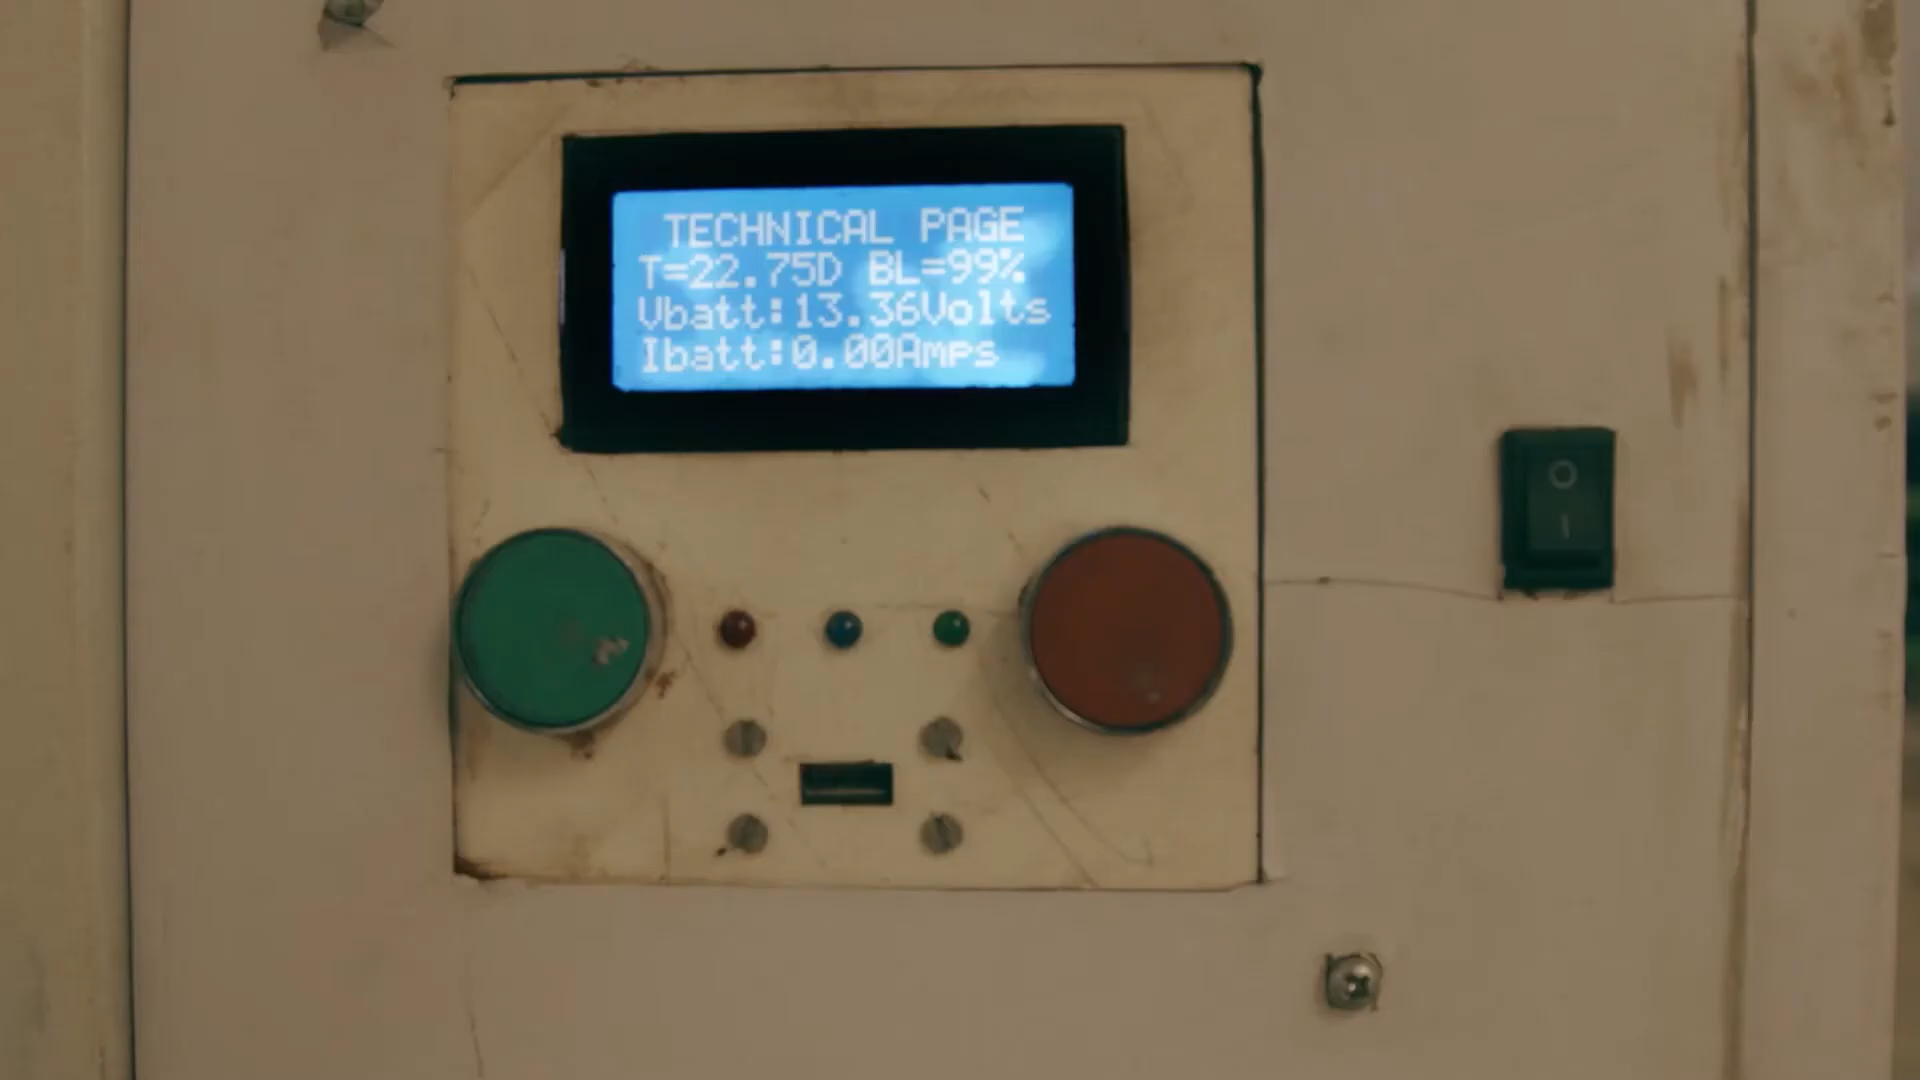 TECHNICAL PAGE
T=22.75D BL=99%
Vbatt:13.36Volts
Ibatt:0.00Amps
O
I